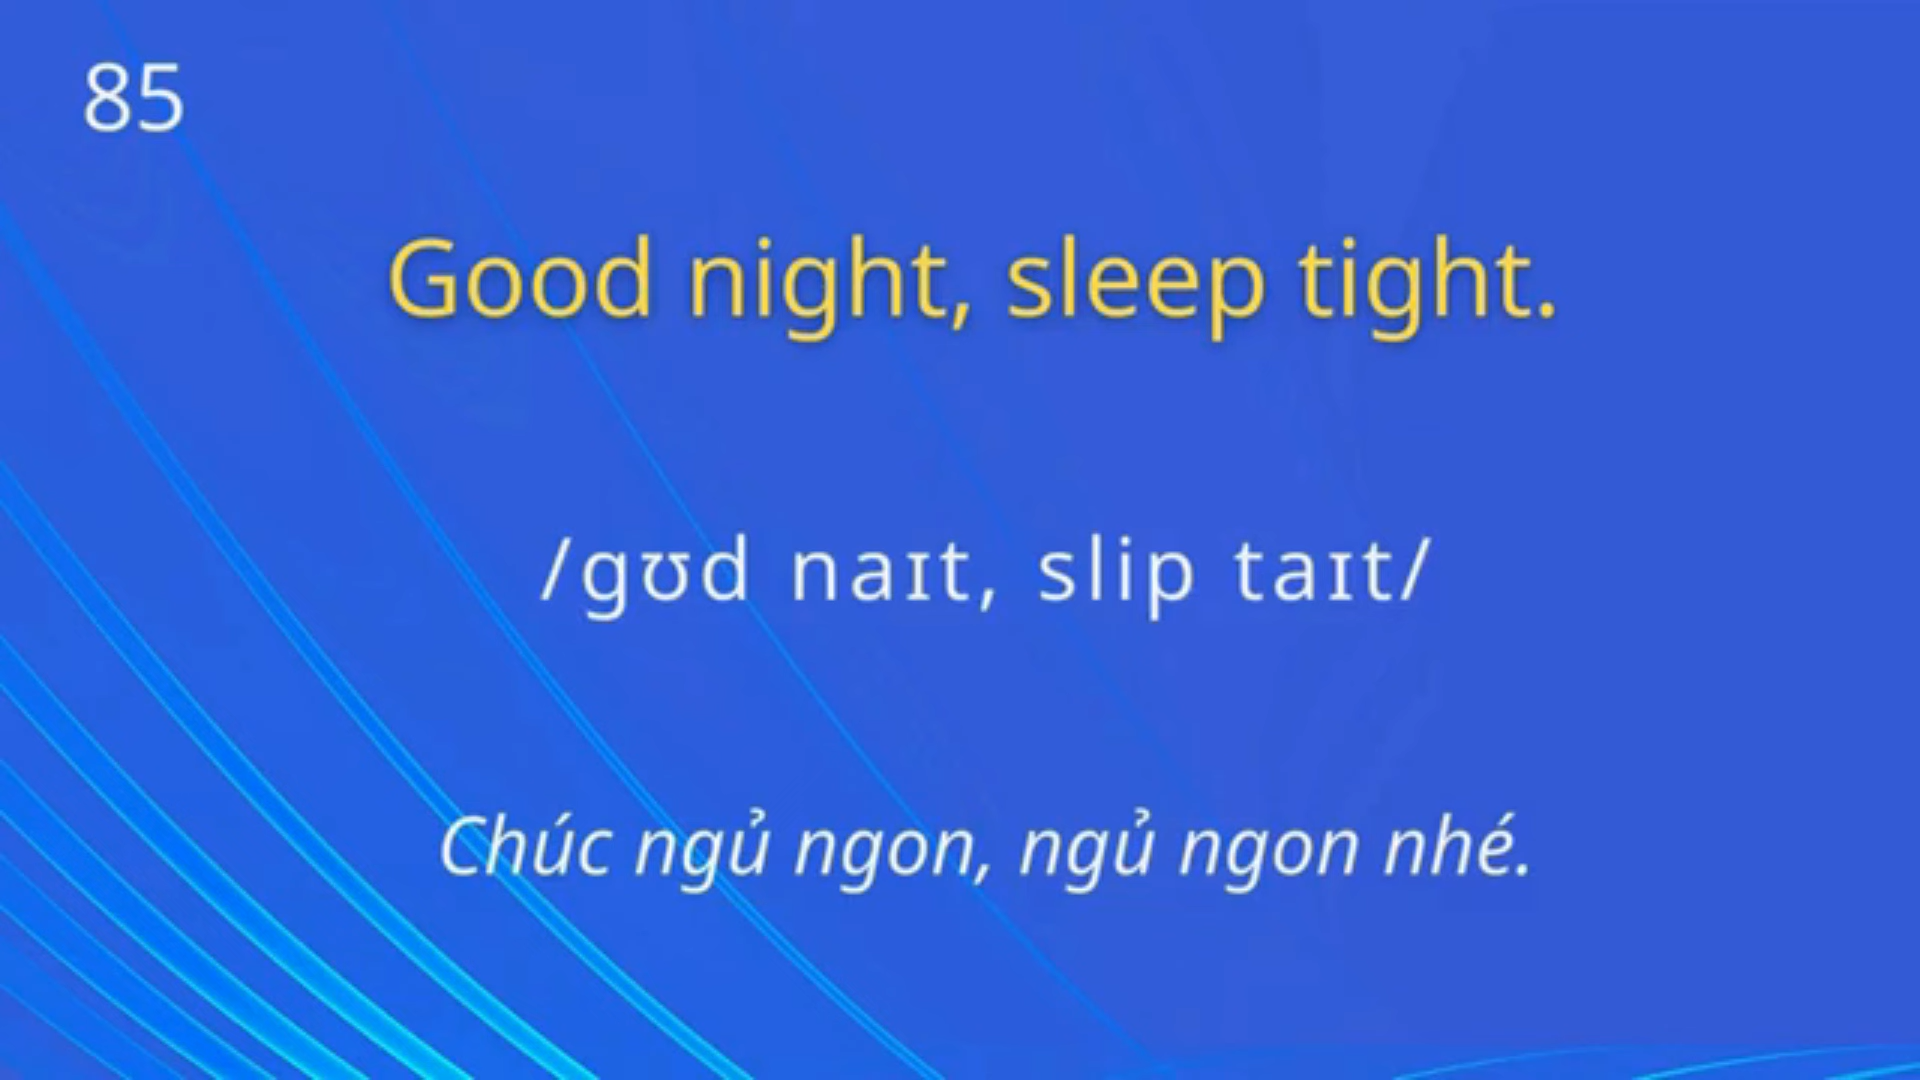 85
Good night, sleep tight.
/gʊd naɪt, slip taɪt/
Chúc ngủ ngon, ngủ ngon nhé.